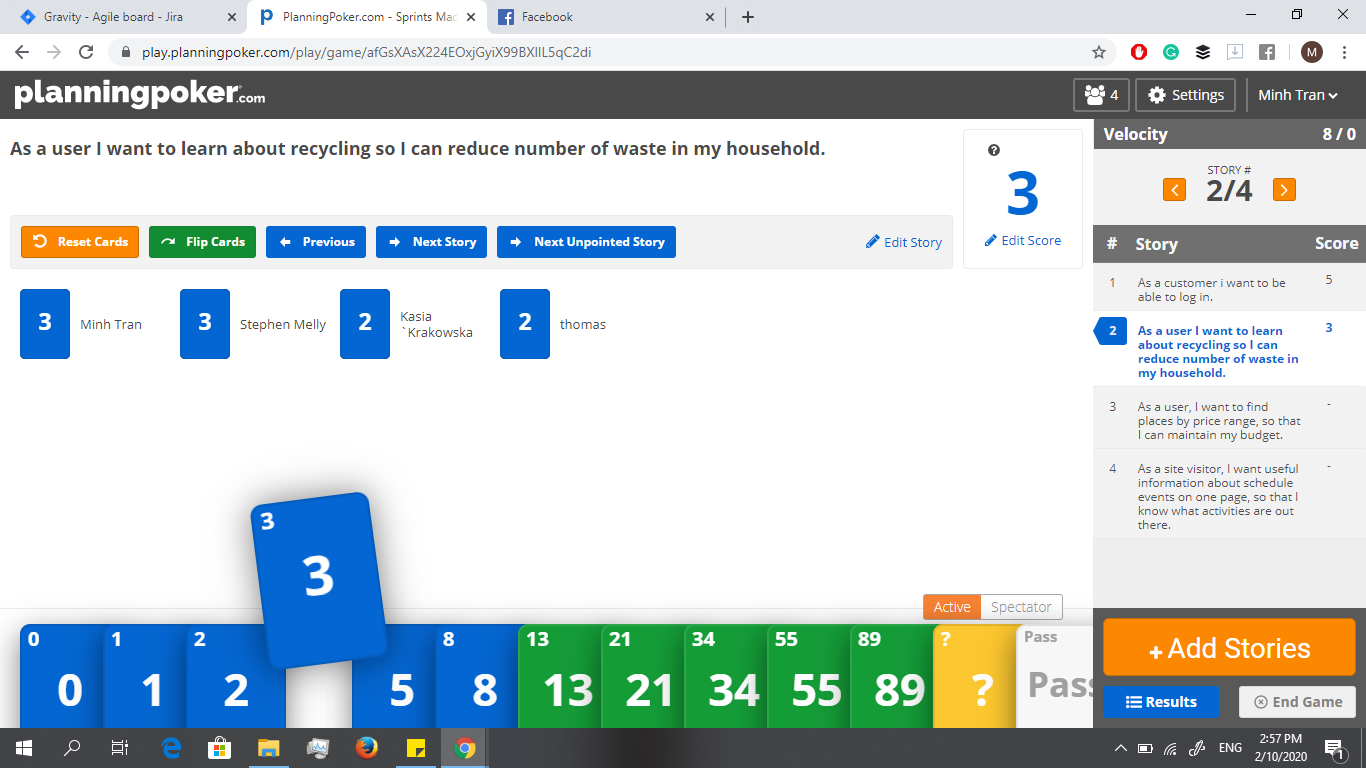 Gravity - Agile board - Jira
PlanningPoker.com - Sprints Mac
Facebook
play.planningpoker.com/play/game/afGsXAsX224EOxjGyiX99BXIIL5qC2di
M
planningpoker.com
4
Settings
Minh Tran
As a user I want to learn about recycling so I can reduce number of waste in my household.
3
Edit Score
Reset Cards
Flip Cards
Previous
Next Story
Next Unpointed Story
Edit Story
3
Minh Tran
3
Stephen Melly
2
Kasia
`Krakowska
2
thomas
Velocity
8 / 0
STORY #
2/4
# Story Score
1 As a customer i want to be 5
able to log in.
2 As a user I want to learn 3
about recycling so I can
reduce number of waste in
my household.
3 As a user, I want to find -
places by price range, so that
I can maintain my budget.
4 As a site visitor, I want useful -
information about schedule
events on one page, so that I
know what activities are out
there.
3
3
Active
Spectator
0
0
1
1
2
2
5
8
8
13
13
21
21
34
34
55
55
89
89
?
?
Pass
Pass
+ Add Stories
Results
End Game
ENG
2:57 PM
2/10/2020
1